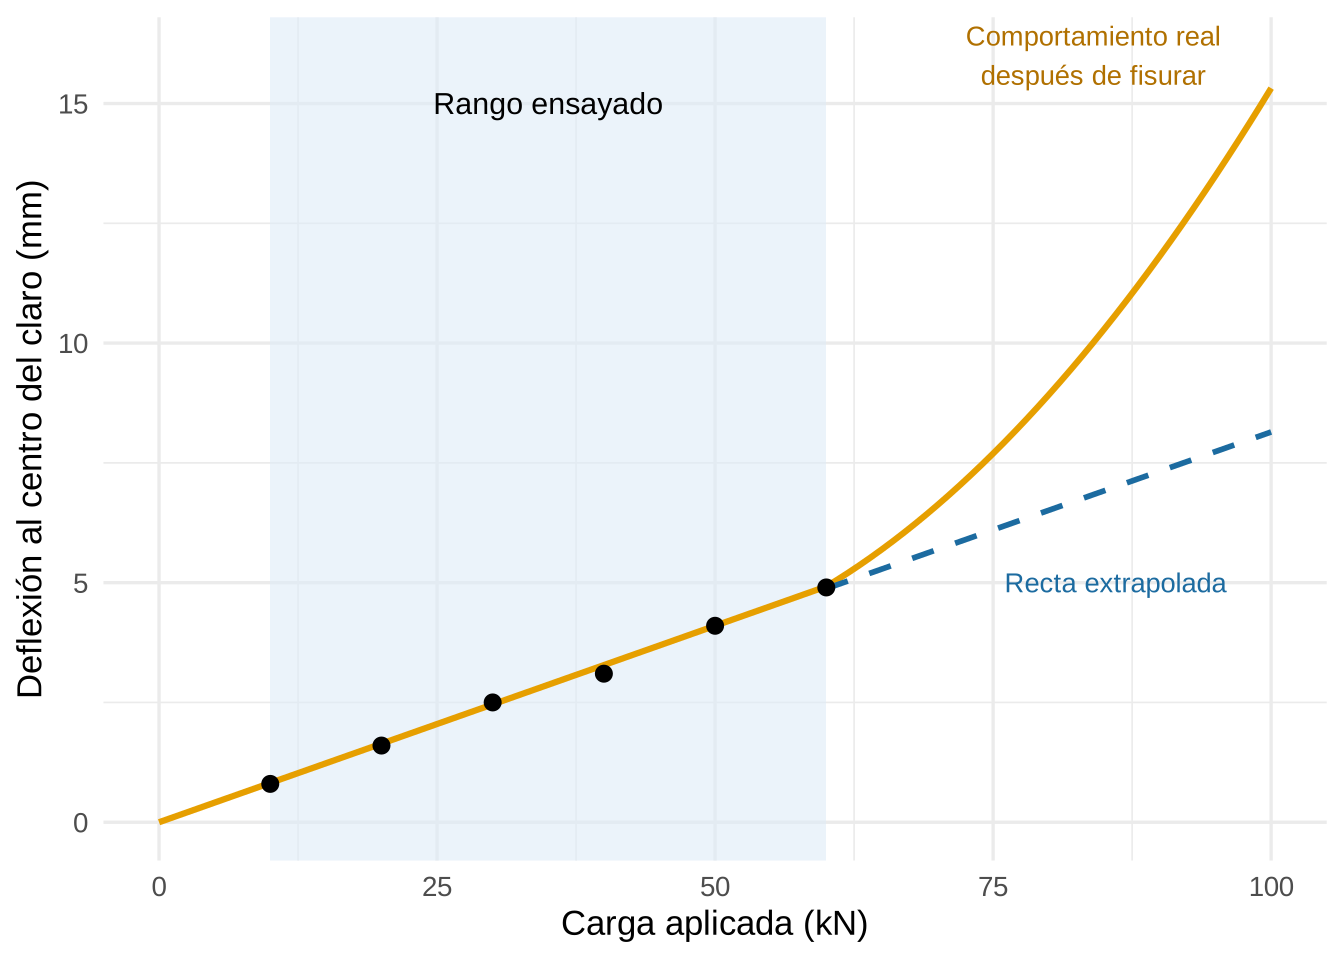 Comportamiento real
después de fisurar
Rango ensayado
Recta extrapolada
Deflexión al centro del claro (mm)
15
10
5
0
0
25
50
75
100
Carga aplicada (kN)